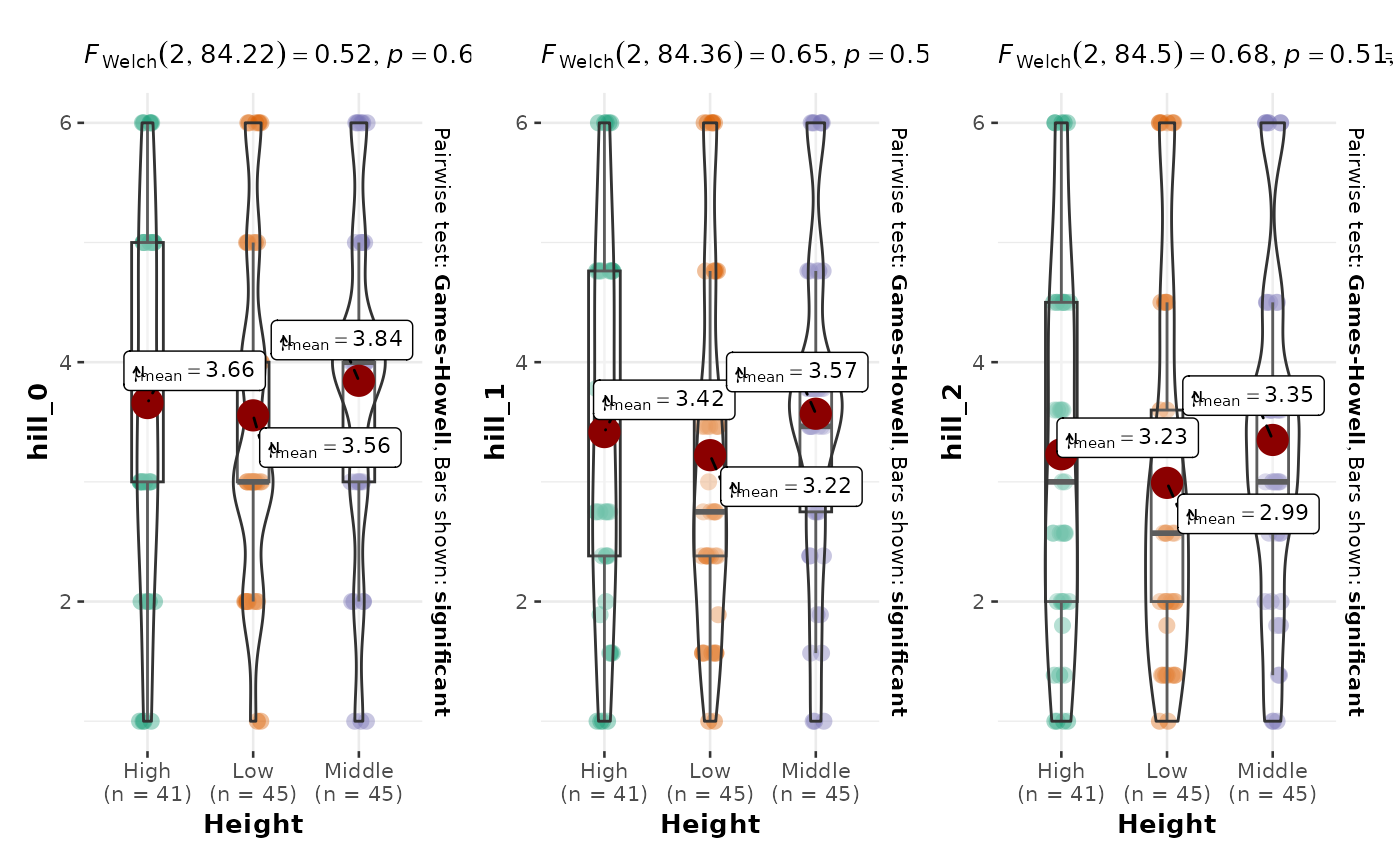 F Welch(2, 84.22) = 0.52, p = 0.6
6
4
2
hill_0
μ̂ mean = 3.66
μ̂ mean = 3.56
μ̂ mean = 3.84
High
(n = 41)
Low
(n = 45)
Middle
(n = 45)
Height
Pairwise test: Games-Howell, Bars shown: significant
F Welch(2, 84.36) = 0.65, p = 0.5
6
4
2
hill_1
μ̂ mean = 3.42
μ̂ mean = 3.22
μ̂ mean = 3.57
High
(n = 41)
Low
(n = 45)
Middle
(n = 45)
Height
Pairwise test: Games-Howell, Bars shown: significant
F Welch(2, 84.5) = 0.68, p = 0.51,
6
4
2
hill_2
μ̂ mean = 3.23
μ̂ mean = 2.99
μ̂ mean = 3.35
High
(n = 41)
Low
(n = 45)
Middle
(n = 45)
Height
Pairwise test: Games-Howell, Bars shown: significant